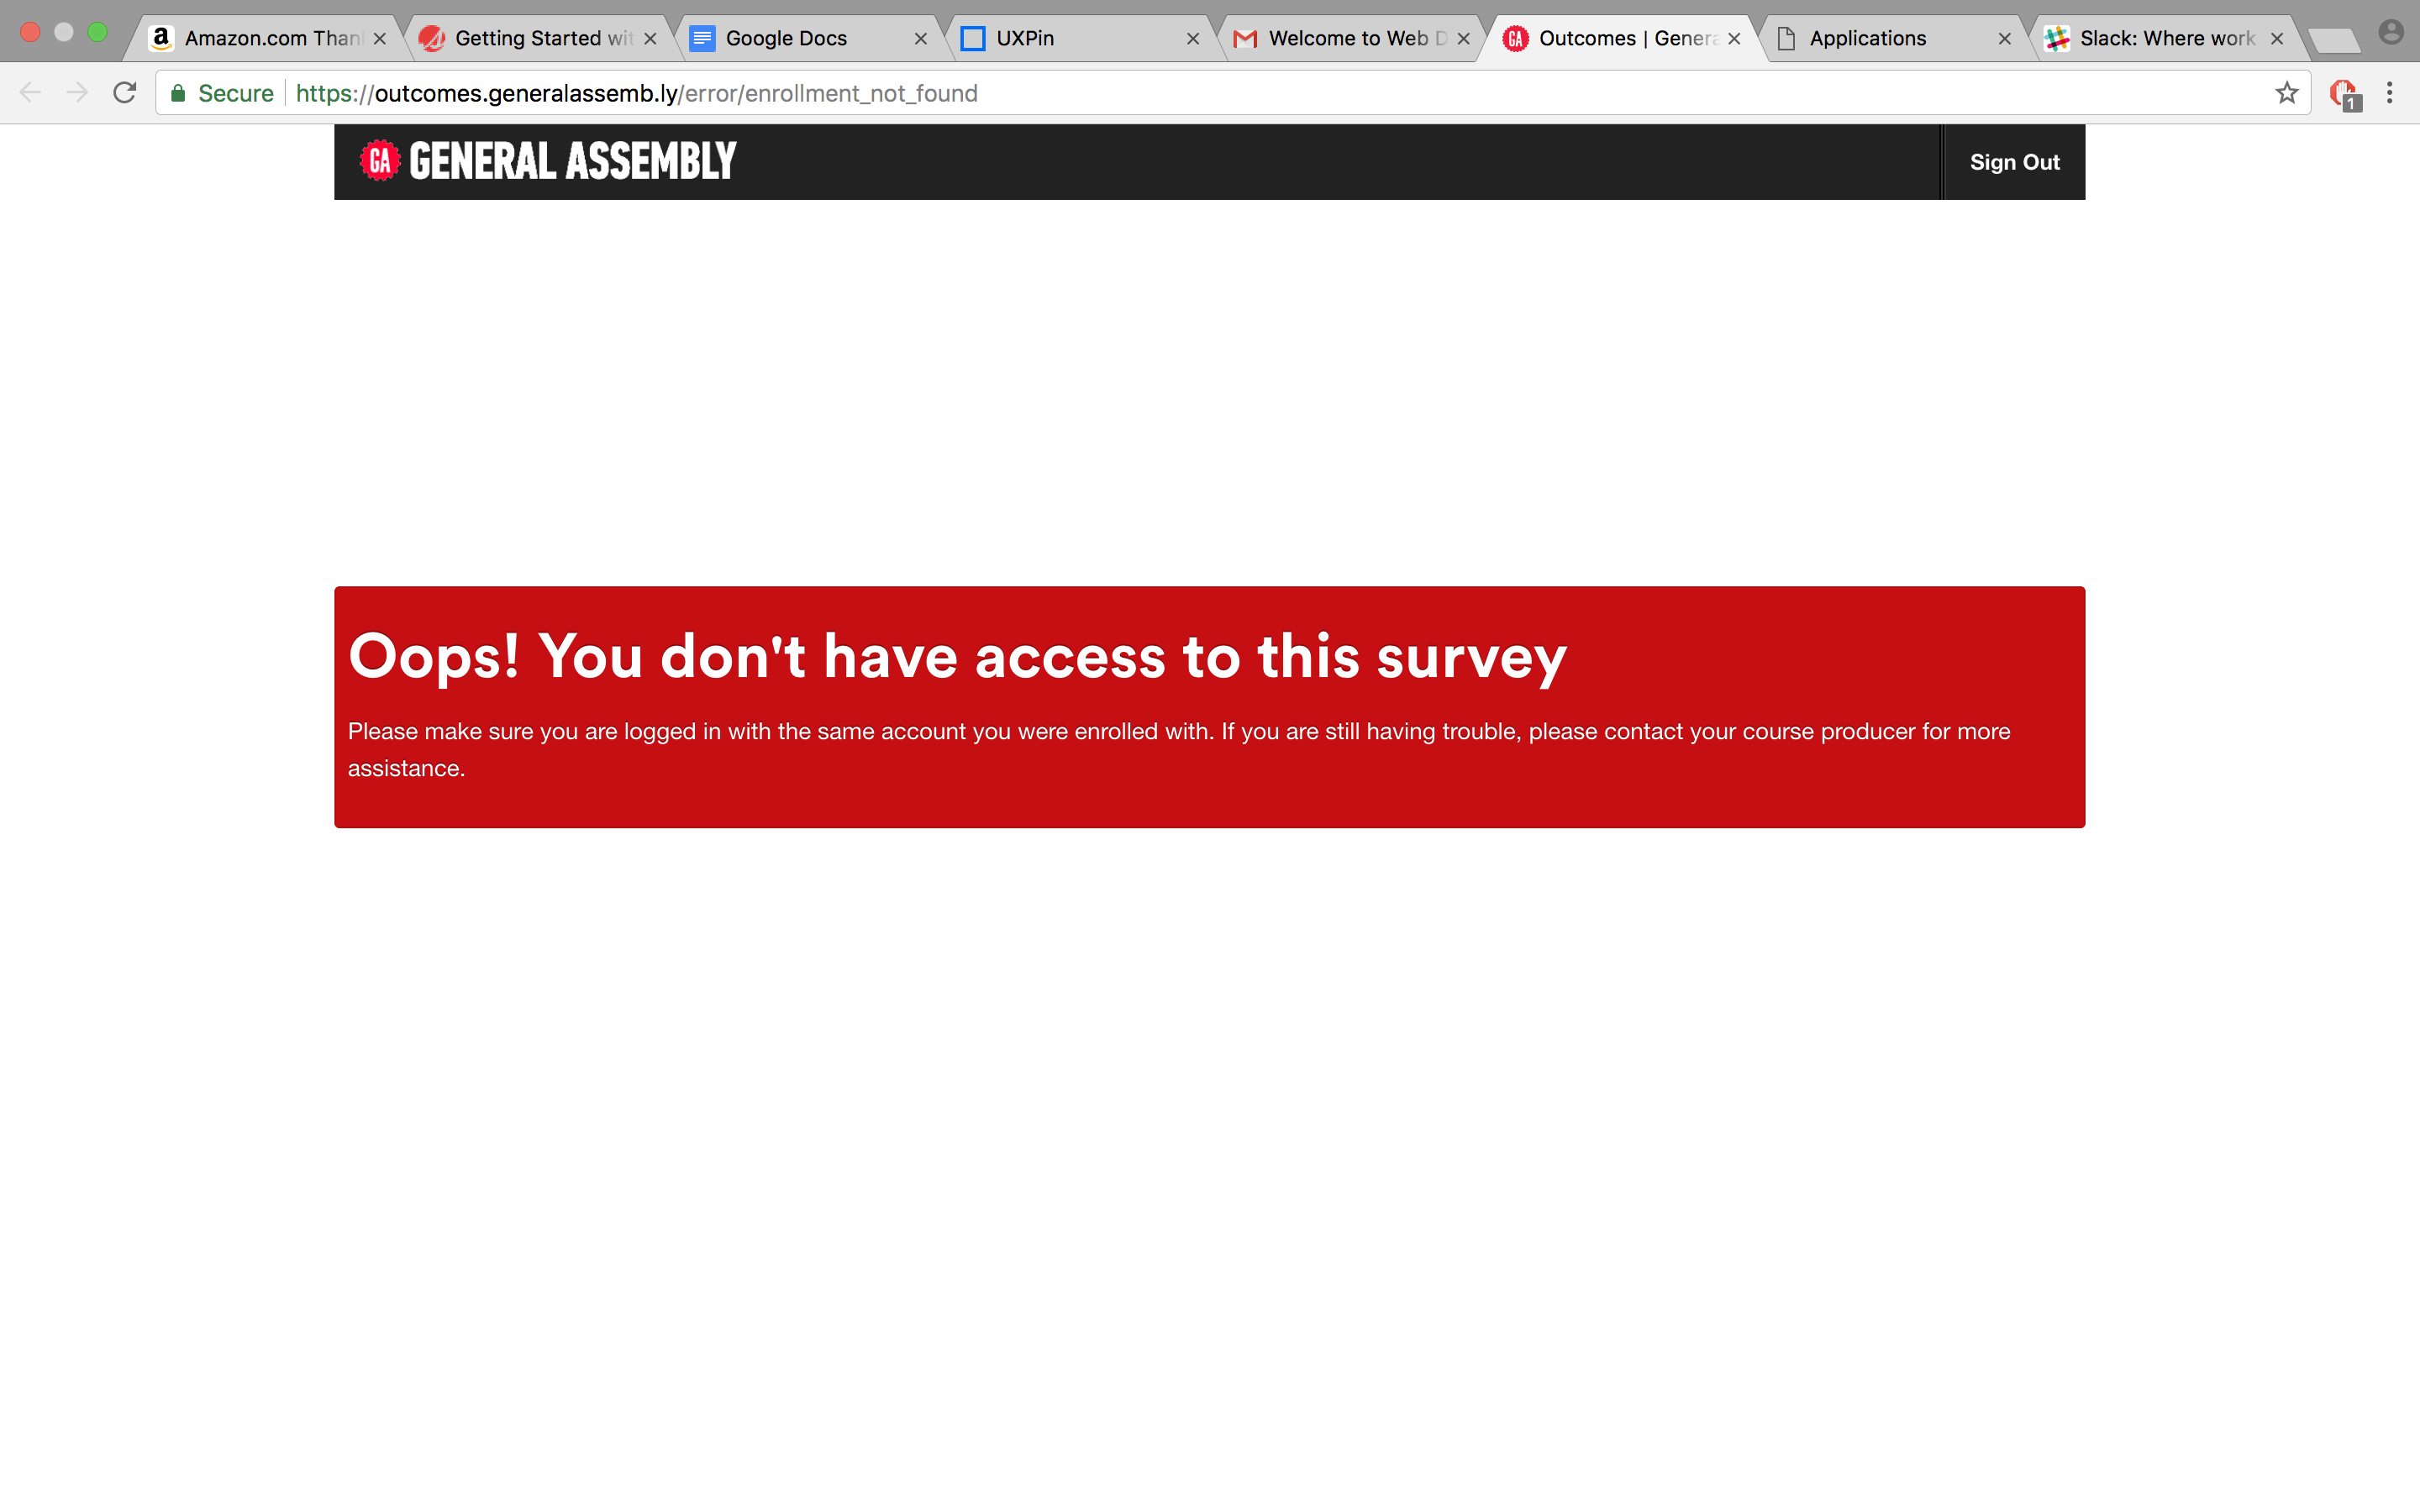 Amazon.com Than
Getting Started wit
Google Docs
UXPin
Welcome to Web D
Outcomes | Genera
Applications
Slack: Where work
Secure
https://outcomes.generalassemb.ly/error/enrollment_not_found
1
GA GENERAL ASSEMBLY
Sign Out
Oops! You don't have access to this survey
Please make sure you are logged in with the same account you were enrolled with. If you are still having trouble, please contact your course producer for more
assistance.